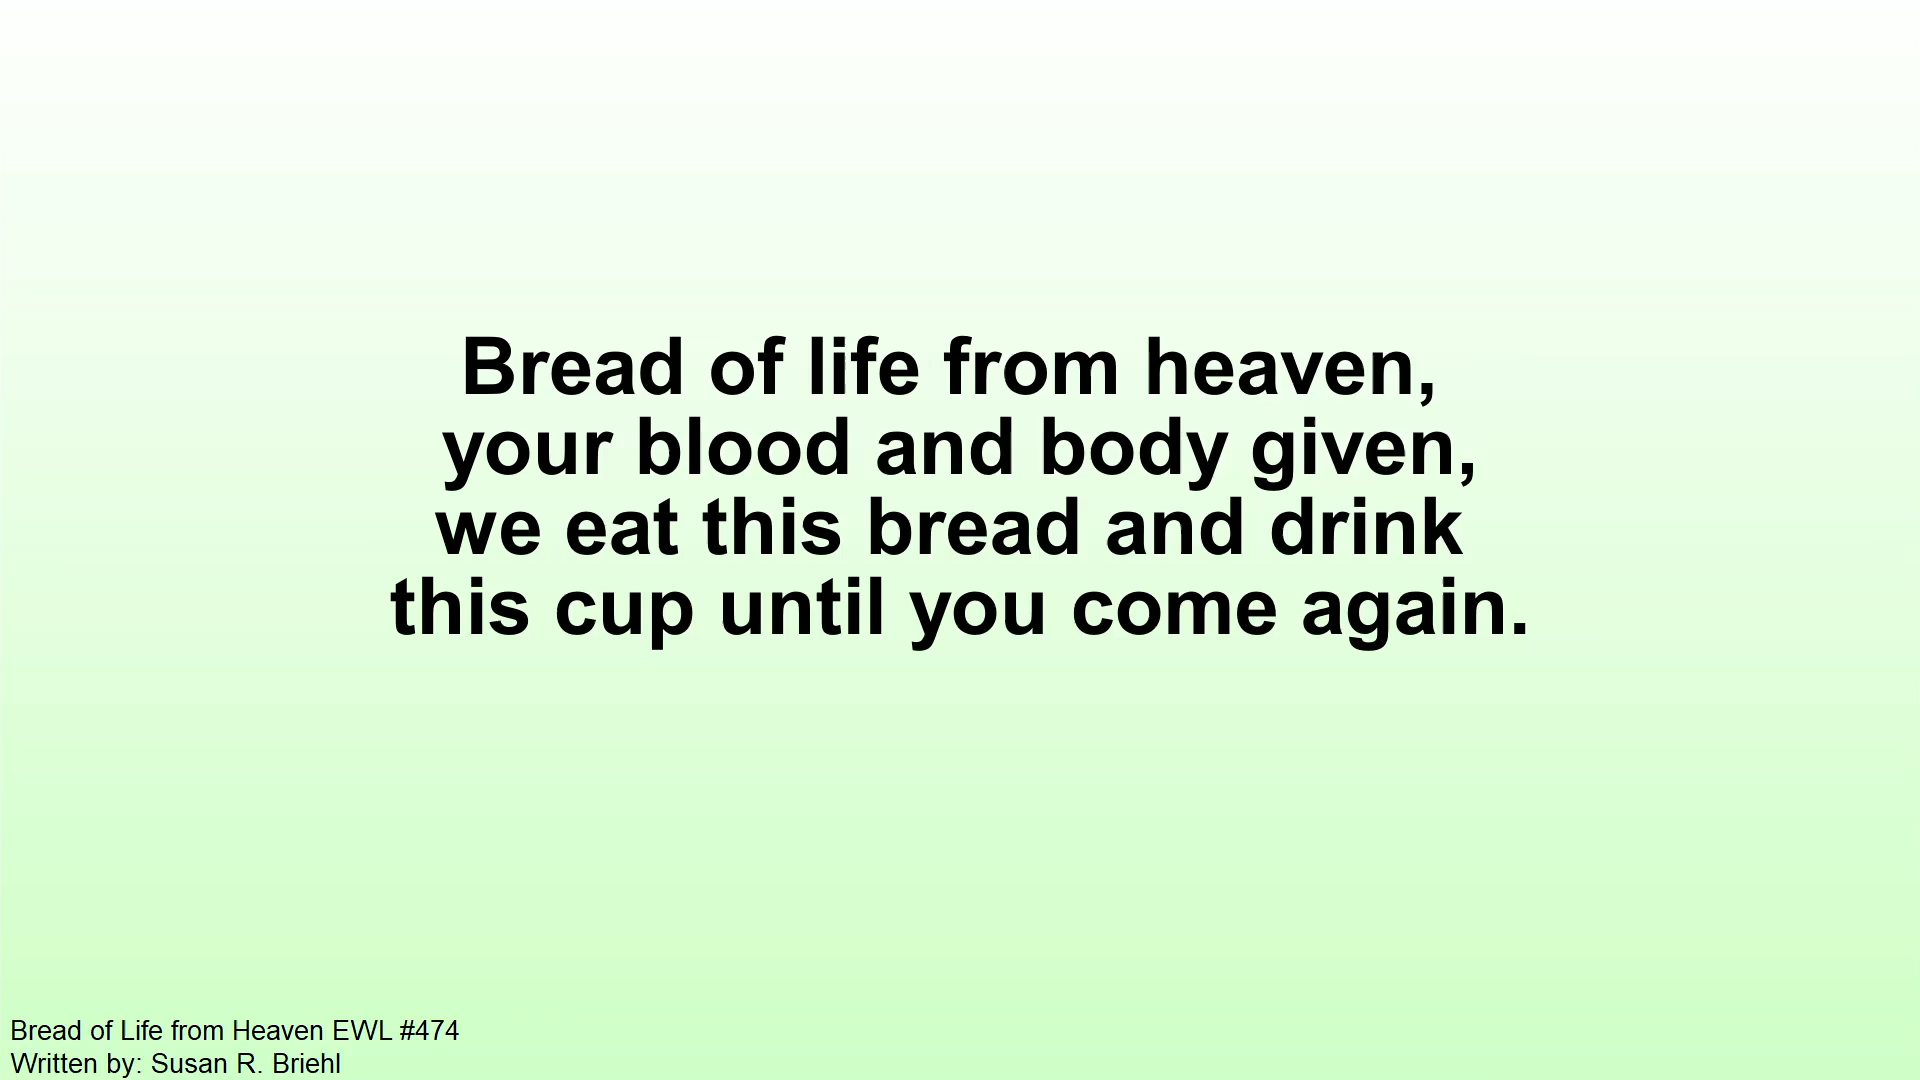 Bread of life from heaven,
your blood and body given,
we eat this bread and drink
this cup until you come again.
Bread of Life from Heaven EWL #474
Written by: Susan R. Briehl